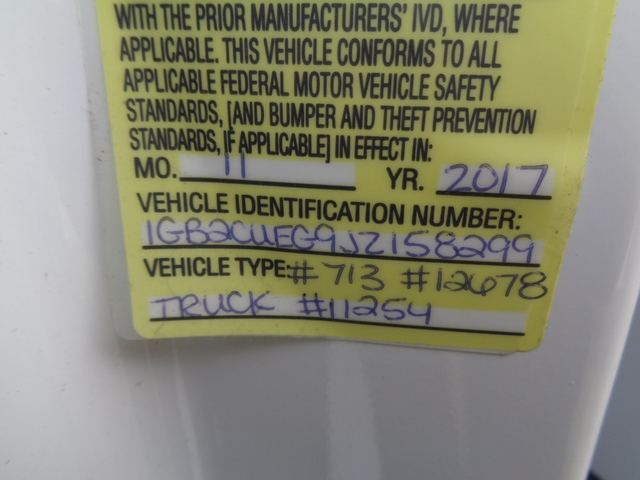 WITH THE PRIOR MANUFACTURERS' IVD, WHERE
APPLICABLE. THIS VEHICLE CONFORMS TO ALL
APPLICABLE FEDERAL MOTOR VEHICLE SAFETY
STANDARDS, [AND BUMPER AND THEFT PREVENTION
STANDARDS, IF APPLICABLE] IN EFFECT IN:
MO. 11 YR. 2017
VEHICLE IDENTIFICATION NUMBER:
1GB2CUEG9JZ158299
VEHICLE TYPE: #713 #12678
TRUCK #11254